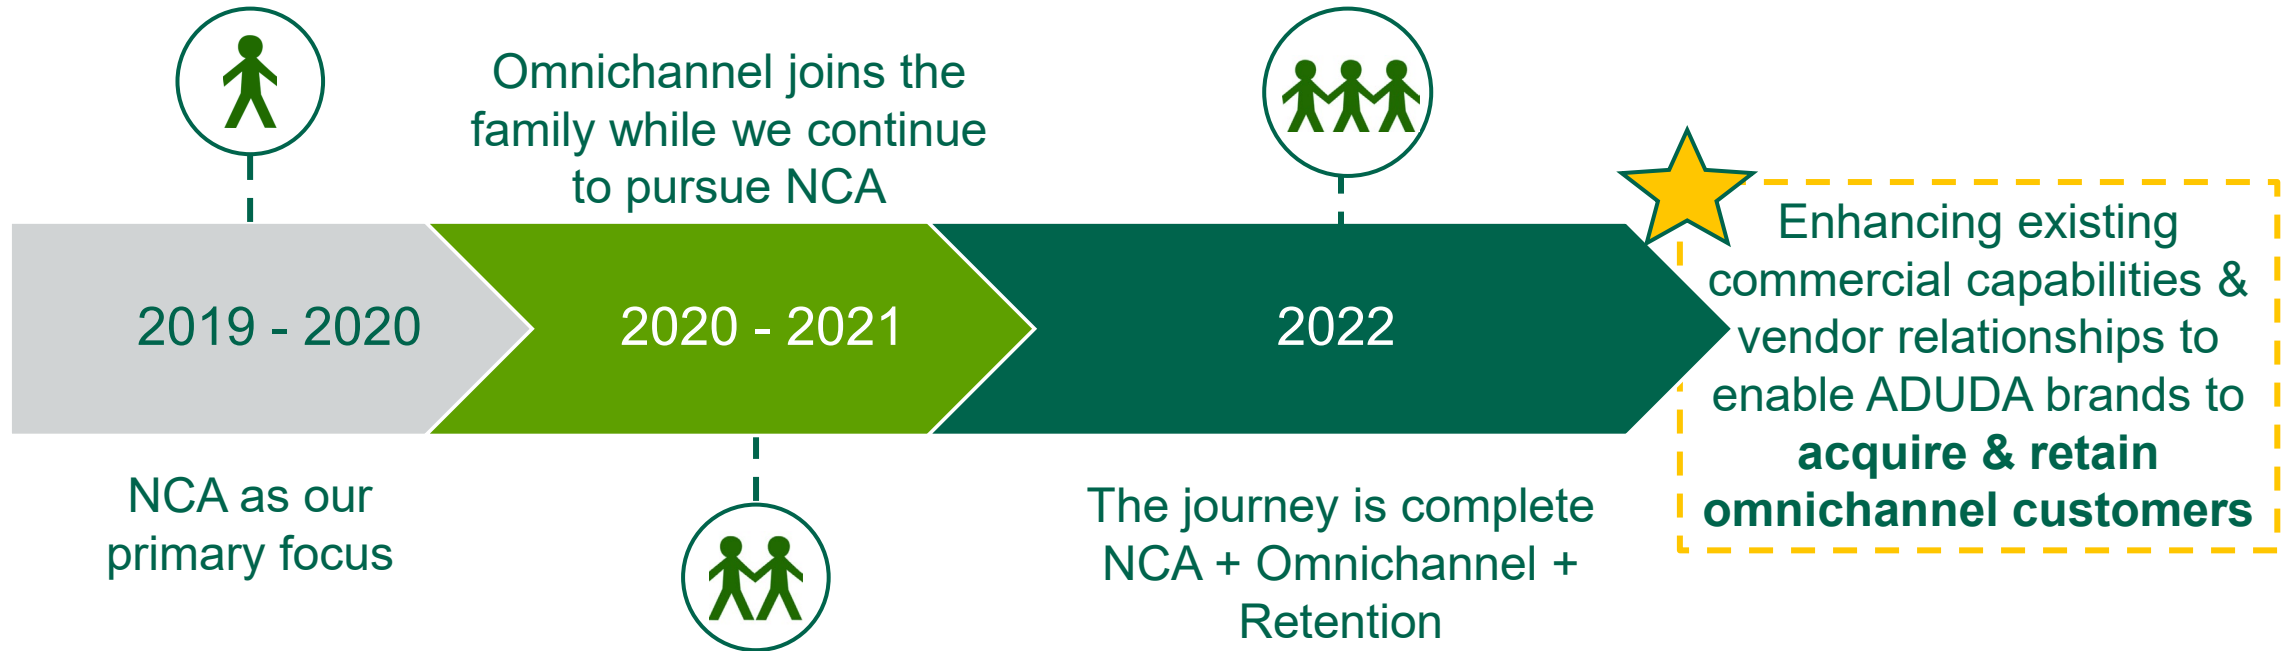 2019 - 2020
NCA as our
primary focus
Omnichannel joins the
family while we continue
to pursue NCA
2020 - 2021
2022
The journey is complete
NCA + Omnichannel +
Retention
Enhancing existing
commercial capabilities &
vendor relationships to
enable ADUDA brands to
acquire & retain
omnichannel customers